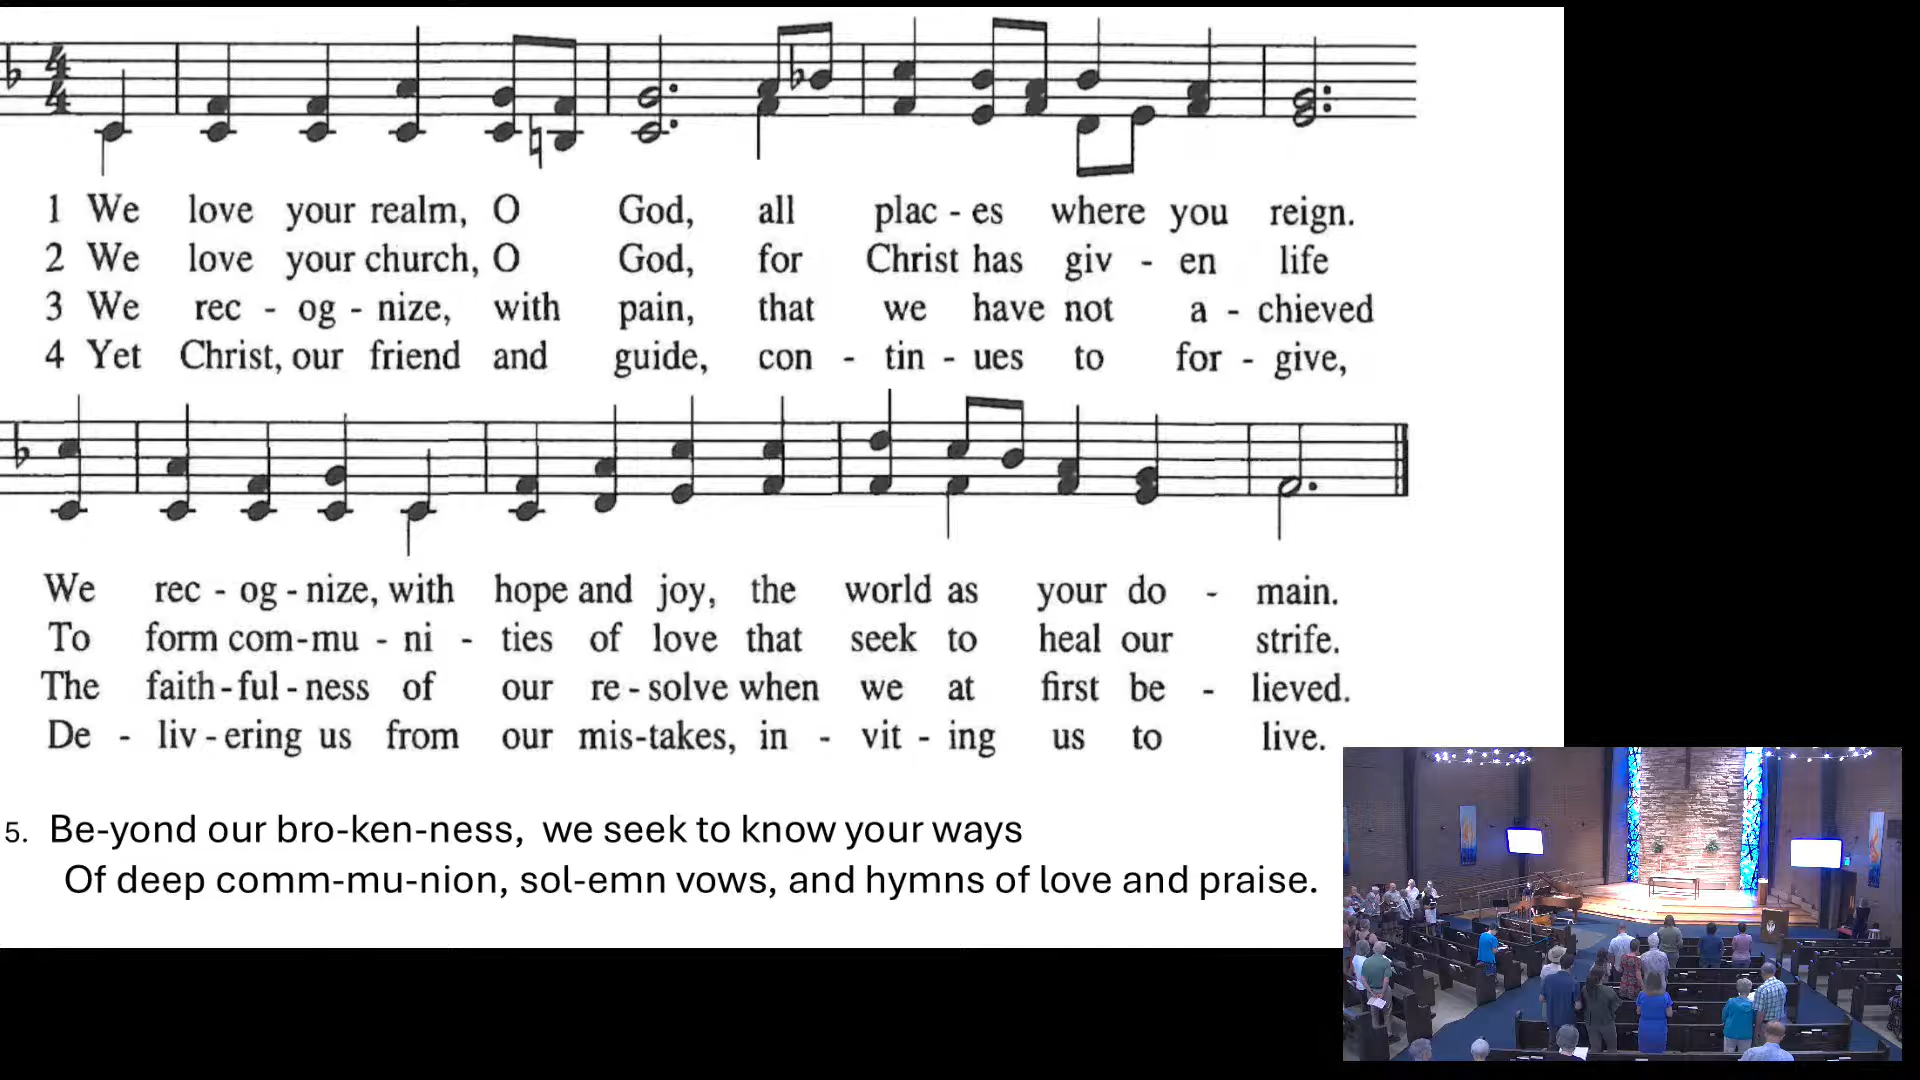 4
4
1 We love your realm, O God, all plac - es where you reign.
2 We love your church, O God, for Christ has giv - en life
3 We rec - og - nize, with pain, that we have not a - chieved
4 Yet Christ, our friend and guide, con - tin - ues to for - give,
We rec - og - nize, with hope and joy, the world as your do - main.
To form com-mu - ni - ties of love that seek to heal our strife.
The faith-ful-ness of our re-solve when we at first be - lieved.
De - liv-ering us from our mis-takes, in - vit - ing us to live.
5. Be-yond our bro-ken-ness, we seek to know your ways
Of deep comm-mu-nion, sol-emn vows, and hymns of love and praise.